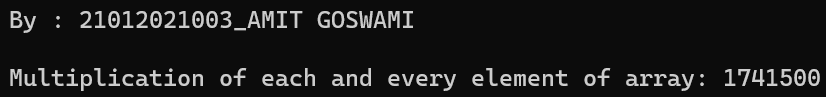 By : 21012021003_AMIT GOSWAMI
Multiplication of each and every element of array: 1741500